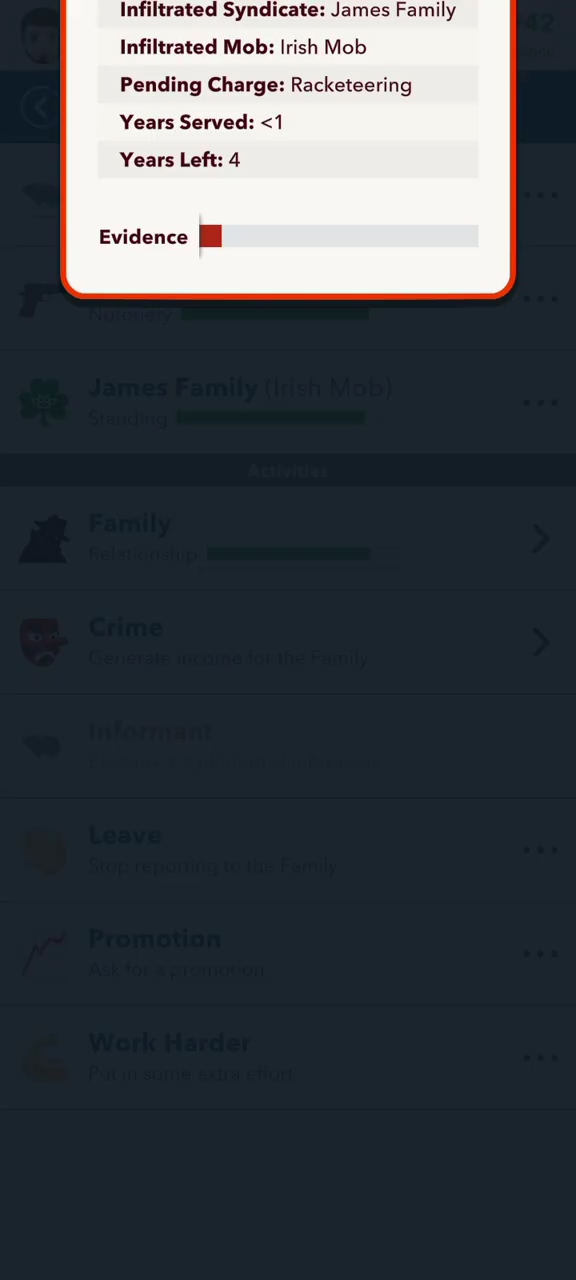 Infiltrated Syndicate: James Family
42
Infiltrated Mob: Irish Mob
Pending Charge: Racketeering
Years Served: <1
Years Left: 4
Evidence
Notoriety
James Family (Irish Mob)
Standing
Activities
Family
Relationship
Crime
Generate income for the Family
Informant
Leave
Stop reporting to the Family
Promotion
Ask for a promotion
Work Harder
Put in some extra effort